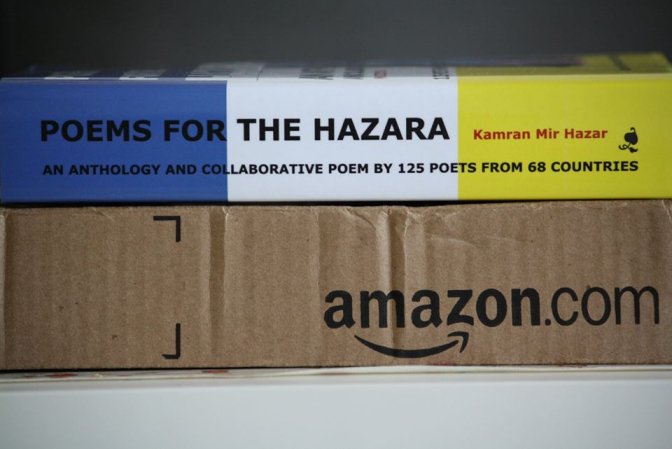 POEMS FOR THE HAZARA
Kamran Mir Hazar
AN ANTHOLOGY AND COLLABORATIVE POEM BY 125 POETS FROM 68 COUNTRIES
amazon.com